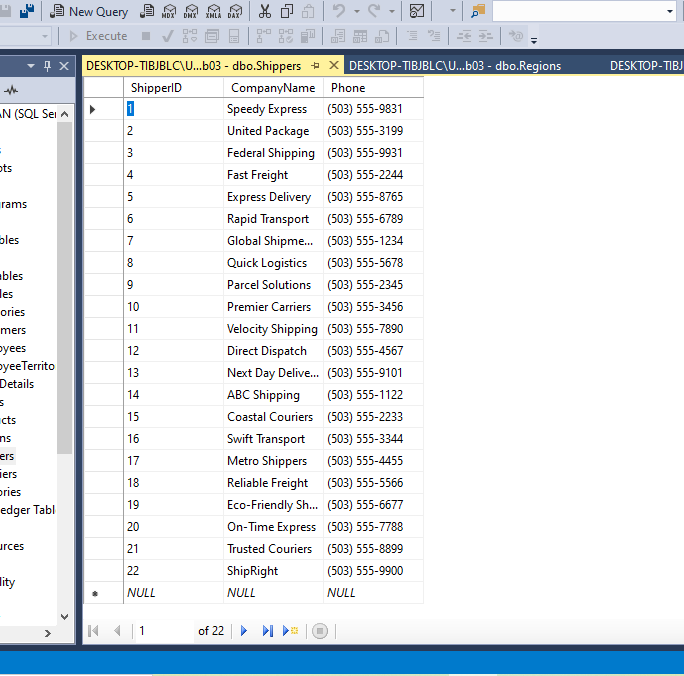 New Query MDX DMX XMLA DAX
Execute
DESKTOP-TIBJBLC\U...b03 - dbo.Shippers DESKTOP-TIBJBLC\U...b03 - dbo.Regions DESKTOP-TIBJ
AN (SQL Ser
s
pts
grams
bles
ables
les
ories
mers
oyees
oyeeTerrito
Details
s
cts
ns
ers
iers
ories
edger Tabl
urces
lity
ShipperID CompanyName Phone
1 Speedy Express (503) 555-9831
2 United Package (503) 555-3199
3 Federal Shipping (503) 555-9931
4 Fast Freight (503) 555-2244
5 Express Delivery (503) 555-8765
6 Rapid Transport (503) 555-6789
7 Global Shipme... (503) 555-1234
8 Quick Logistics (503) 555-5678
9 Parcel Solutions (503) 555-2345
10 Premier Carriers (503) 555-3456
11 Velocity Shipping (503) 555-7890
12 Direct Dispatch (503) 555-4567
13 Next Day Delive... (503) 555-9101
14 ABC Shipping (503) 555-1122
15 Coastal Couriers (503) 555-2233
16 Swift Transport (503) 555-3344
17 Metro Shippers (503) 555-4455
18 Reliable Freight (503) 555-5566
19 Eco-Friendly Sh... (503) 555-6677
20 On-Time Express (503) 555-7788
21 Trusted Couriers (503) 555-8899
22 ShipRight (503) 555-9900
NULL NULL NULL
1 of 22